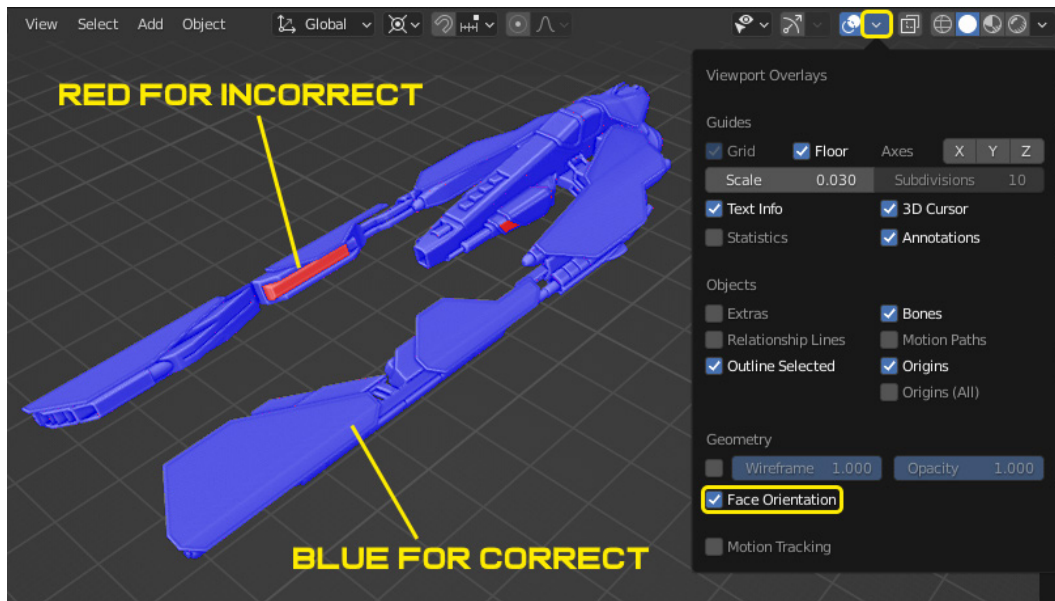 View Select Add Object Global
Viewport Overlays
RED FOR INCORRECT
Guides
Grid Floor Axes X Y Z
Scale 0.030 Subdivisions 10
Text Info 3D Cursor
Statistics Annotations
Objects
Extras Bones
Relationship Lines Motion Paths
Outline Selected Origins
Origins (All)
Geometry
Wireframe 1.000 Opacity 1.000
Face Orientation
Motion Tracking
BLUE FOR CORRECT